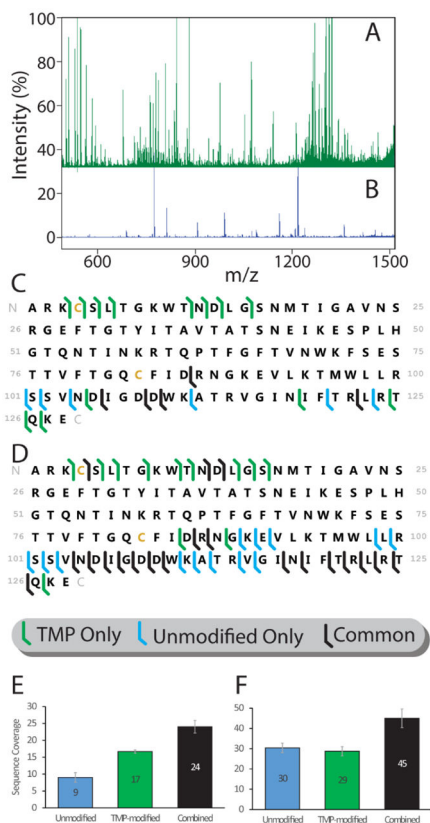 100
A
80
60
40
Intensity (%)
20
B
0
600 900 1200 1500
m/z
C
N A R K C S L T G K W T N D L G S N M T I G A V N S 25
26 R G E F T G T Y I T A V T A T S N E I K E S P L H 50
51 G T Q N T I N K R T Q P T F G F T V N W K F S E S 75
76 T T V F T G Q C F I D R N G K E V L K T M W L L R 100
101 S S V N D I G D D W K A T R V G I N I F T R L R T 125
126 Q K E C
D
N A R K C S L T G K W T N D L G S N M T I G A V N S 25
26 R G E F T G T Y I T A V T A T S N E I K E S P L H 50
51 G T Q N T I N K R T Q P T F G F T V N W K F S E S 75
76 T T V F T G Q C F I D R N G K E V L K T M W L L R 100
101 S S V N D I G D D W K A T R V G I N I F T R L R T 125
126 Q K E C
TMP Only Unmodified Only Common
E
Sequence Coverage
30
25
20
15
10
5
0
9 17 24
Unmodified TMP-modified Combined
F
50
40
30
20
10
0
30 29 45
Unmodified TMP-modified Combined